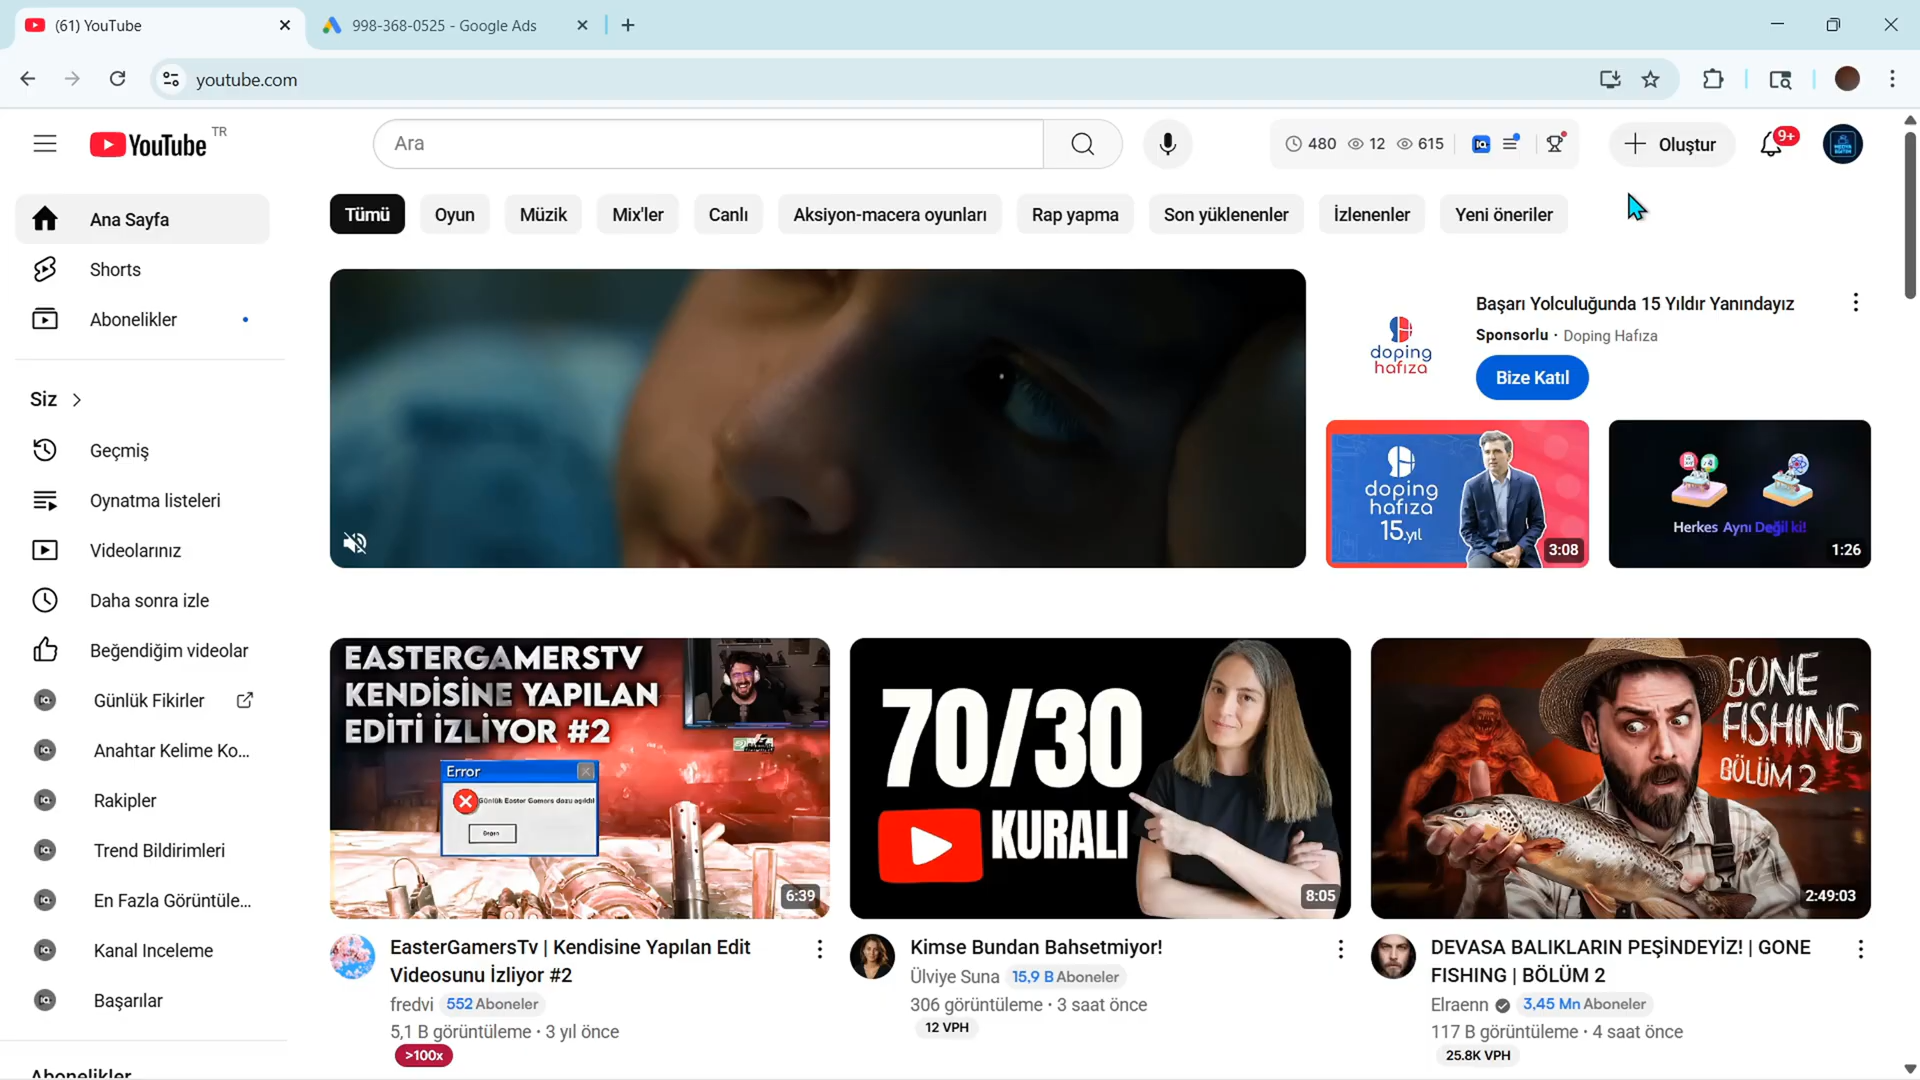 (61) YouTube
998-368-0525 - Google Ads
youtube.com
YouTube TR
Ara
480 12 615
Oluştur
9+
Tümü
Oyun
Müzik
Mix'ler
Canlı
Aksiyon-macera oyunları
Rap yapma
Son yüklenenler
İzlenenler
Yeni öneriler
Ana Sayfa
Shorts
Abonelikler
Siz
Geçmiş
Oynatma listeleri
Videolarınız
Daha sonra izle
Beğendiğim videolar
Günlük Fikirler
Anahtar Kelime Ko...
Rakipler
Trend Bildirimleri
En Fazla Görüntüle...
Kanal İnceleme
Başarılar
Abonelikler
doping
hafıza
Başarı Yolculuğunda 15 Yıldır Yanındayız
Sponsorlu · Doping Hafıza
Bize Katıl
doping
hafıza
15.yıl
3:08
Herkes Aynı Değil ki!
1:26
EASTERGAMERSTV
KENDİSİNE YAPILAN
EDİTİ İZLİYOR #2
Error
Günlük Easter Gamers dozu aşıldı!
6:39
EasterGamersTv | Kendisine Yapılan Edit
Videosunu İzliyor #2
fredvi 552 Aboneler
5,1 B görüntüleme · 3 yıl önce
>100x
70/30
KURALI
8:05
Kimse Bundan Bahsetmiyor!
Ülviye Suna 15,9 B Aboneler
306 görüntüleme · 3 saat önce
12 VPH
GONE
FISHING
BÖLÜM 2
2:49:03
DEVASA BALIKLARIN PEŞİNDEYİZ! | GONE
FISHING | BÖLÜM 2
Elraenn 3,45 Mn Aboneler
117 B görüntüleme · 4 saat önce
25.8K VPH